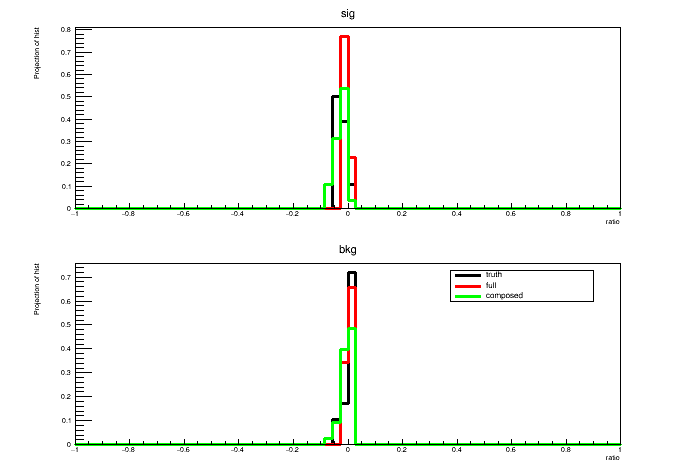 sig
Projection of hist
0.8
0.7
0.6
0.5
0.4
0.3
0.2
0.1
0
−1 −0.8 −0.6 −0.4 −0.2 0 0.2 0.4 0.6 0.8 1
ratio
bkg
Projection of hist
0.7
0.6
0.5
0.4
0.3
0.2
0.1
0
truth
full
composed
−1 −0.8 −0.6 −0.4 −0.2 0 0.2 0.4 0.6 0.8 1
ratio